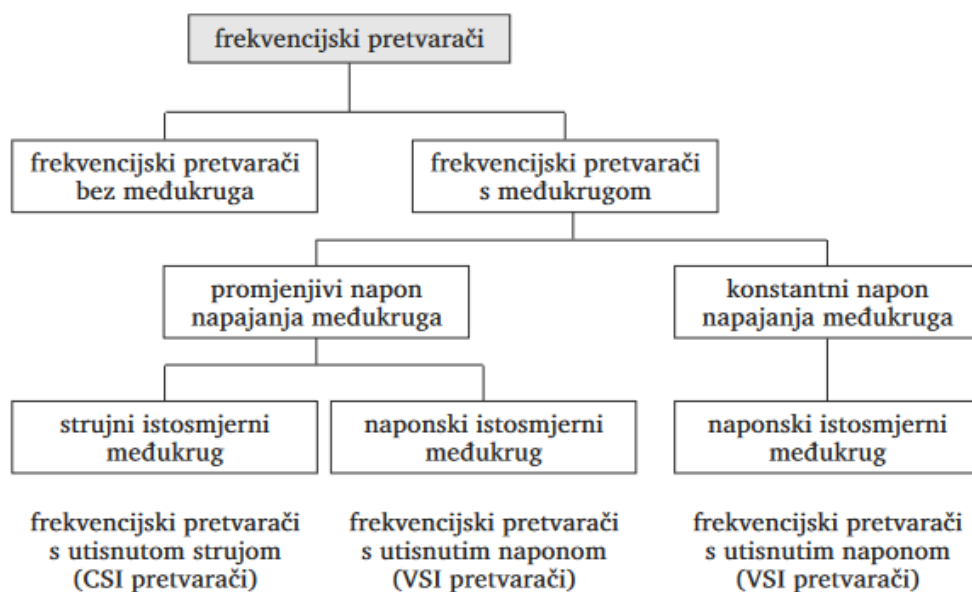 frekvencijski pretvarači
frekvencijski pretvarači
bez međukruga
frekvencijski pretvarači
s međukrugom
promjenjivi napon
napajanja međukruga
konstantni napon
napajanja međukruga
strujni istosmjerni
međukrug
naponski istosmjerni
međukrug
naponski istosmjerni
međukrug
frekvencijski pretvarači
s utisnutom strujom
(CSI pretvarači)
frekvencijski pretvarači
s utisnutim naponom
(VSI pretvarači)
frekvencijski pretvarači
s utisnutim naponom
(VSI pretvarači)